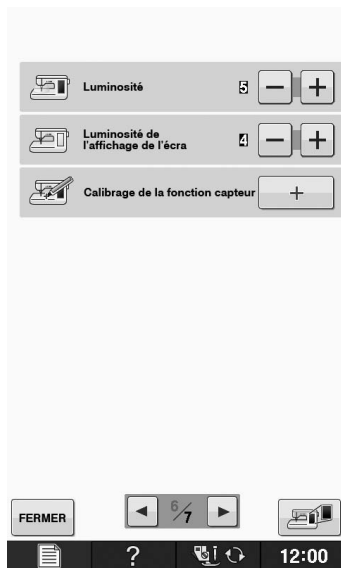 Luminosité 5 - +
Luminosité de
l'affichage de l'écra 4 - +
Calibrage de la fonction capteur +
FERMER 6/7
? 12:00